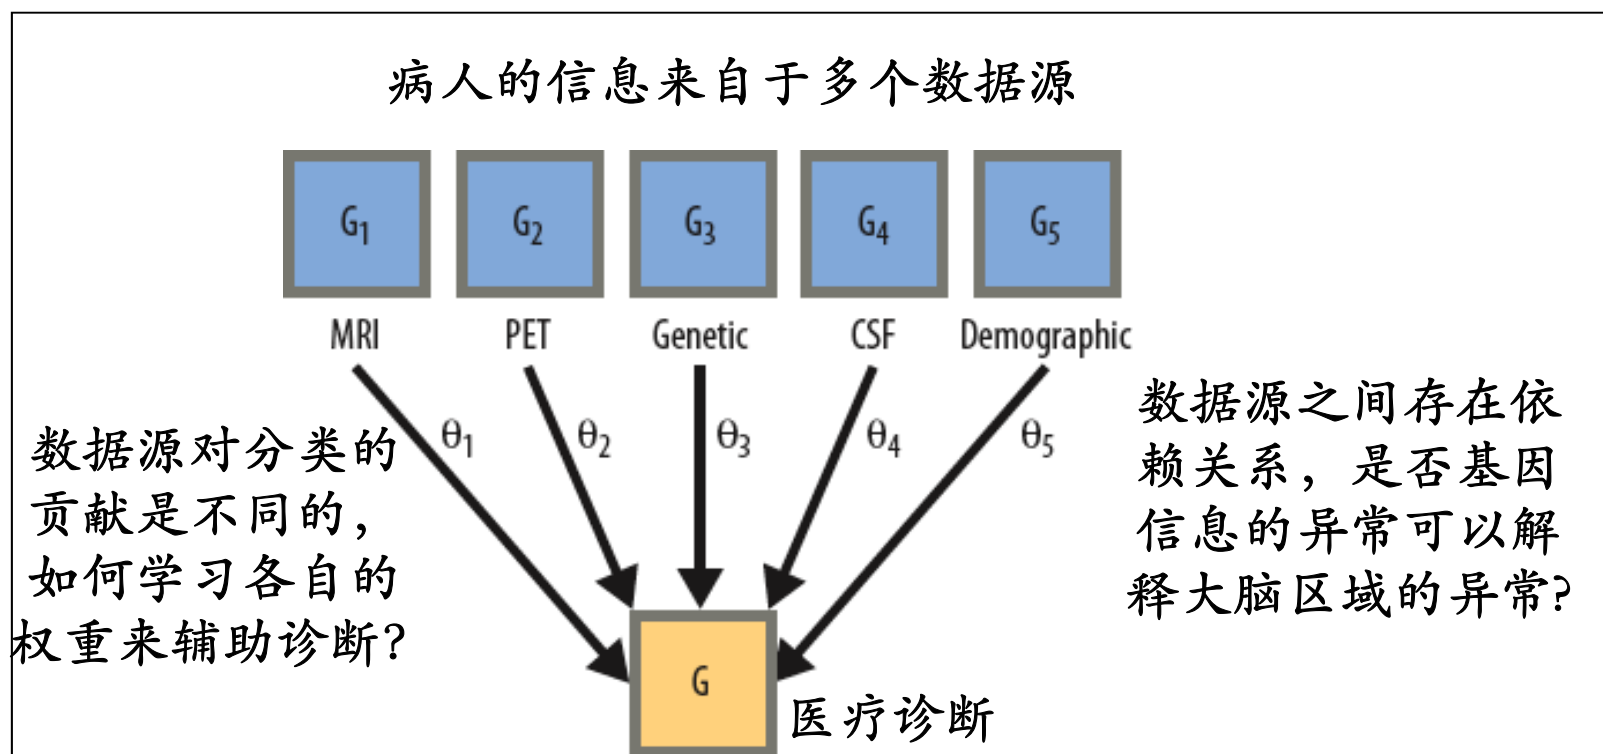 病人的信息来自于多个数据源
G₁ G₂ G₃ G₄ G₅
MRI PET Genetic CSF Demographic
θ₁ θ₂ θ₃ θ₄ θ₅
数据源对分类的
贡献是不同的，
如何学习各自的
权重来辅助诊断？
数据源之间存在依
赖关系，是否基因
信息的异常可以解
释大脑区域的异常？
G
医疗诊断